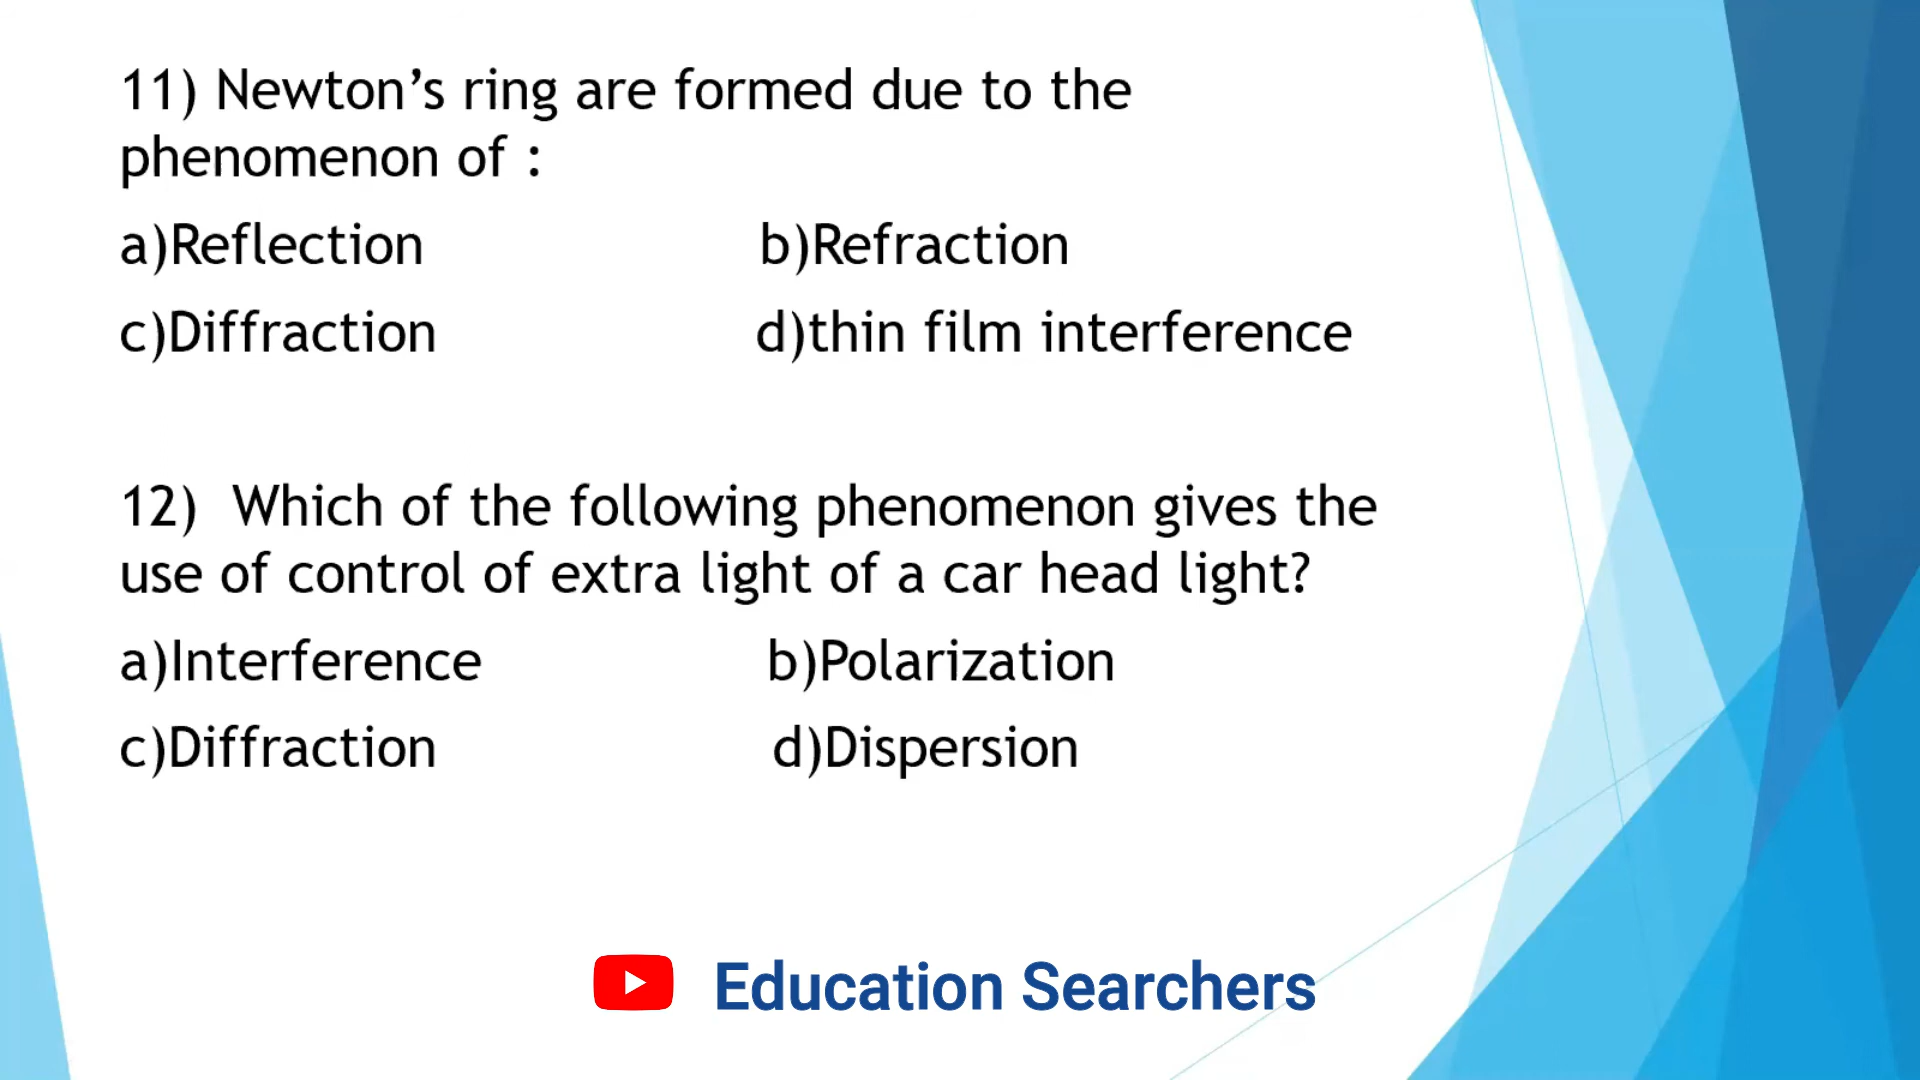 11) Newton’s ring are formed due to the
phenomenon of :
a)Reflection b)Refraction
c)Diffraction d)thin film interference
12) Which of the following phenomenon gives the
use of control of extra light of a car head light?
a)Interference b)Polarization
c)Diffraction d)Dispersion
Education Searchers